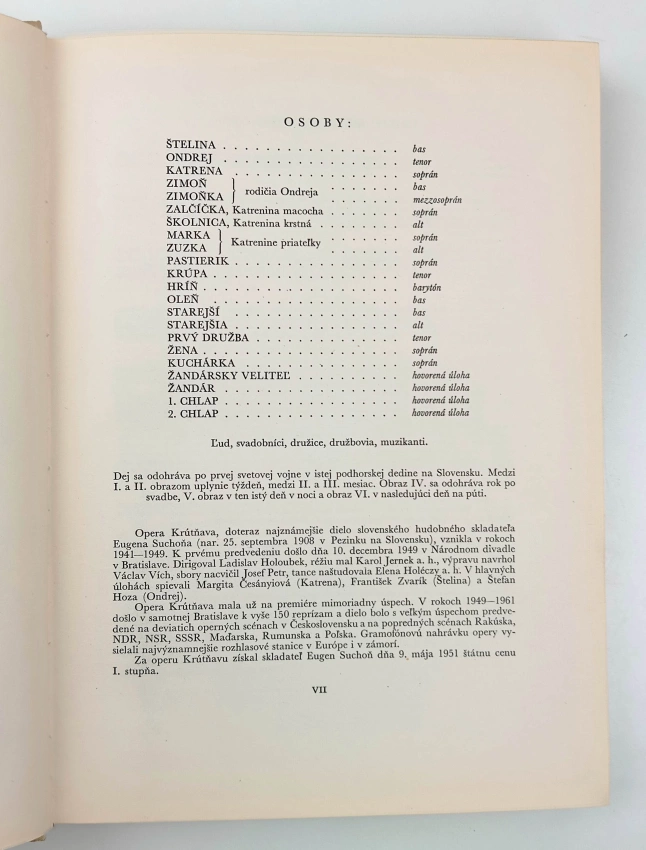 OSOBY:
ŠTELINA . . . . . . . . . . . . . . . . . bas
ONDREJ . . . . . . . . . . . . . . . . . tenor
KATRENA . . . . . . . . . . . . . . . . soprán
ZIMOŇ } rodičia Ondreja . . . . . . . bas
ZIMOŇKA } . . . . . . . mezzosoprán
ZALČÍČKA, Katrenina macocha . . . . . . . soprán
ŠKOLNICA, Katrenina krstná . . . . . . . . alt
MARKA } Katrenine priateľky . . . . . . . soprán
ZUZKA } . . . . . . . alt
PASTIERIK . . . . . . . . . . . . . . . . soprán
KRÚPA . . . . . . . . . . . . . . . . . . tenor
HRÍŇ . . . . . . . . . . . . . . . . . . . barytón
OLEŇ . . . . . . . . . . . . . . . . . . bas
STAREJŠÍ . . . . . . . . . . . . . . . . bas
STAREJŠIA . . . . . . . . . . . . . . . . alt
PRVÝ DRUŽBA . . . . . . . . . . . . . . tenor
ŽENA . . . . . . . . . . . . . . . . . . . soprán
KUCHÁRKA . . . . . . . . . . . . . . . . soprán
ŽANDÁRSKY VELITEĽ . . . . . . . . . . hovorená úloha
ŽANDÁR . . . . . . . . . . . . . . . . . hovorená úloha
1. CHLAP . . . . . . . . . . . . . . . . . hovorená úloha
2. CHLAP . . . . . . . . . . . . . . . . . hovorená úloha
Ľud, svadobníci, družice, družbovia, muzikanti.
Dej sa odohráva po prvej svetovej vojne v istej podhorskej dedine na Slovensku. Medzi
I. a II. obrazom uplynie týždeň, medzi II. a III. mesiac. Obraz IV. sa odohráva rok po
svadbe, V. obraz v ten istý deň v noci a obraz VI. v nasledujúci deň na púti.
Opera Krútňava, doteraz najznámejšie dielo slovenského hudobného skladateľa
Eugena Suchoňa (nar. 25. septembra 1908 v Pezinku na Slovensku), vznikla v rokoch
1941—1949. K prvému predvedeniu došlo dňa 10. decembra 1949 v Národnom divadle
v Bratislave. Dirigoval Ladislav Holoubek, réžiu mal Karol Jernek a. h., výpravu navrhol
Václav Vích, sbory nacvičil Josef Petr, tance naštudovala Elena Holéczy a. h. V hlavných
úlohách spievali Margita Česányiová (Katrena), František Zvarík (Štelina) a Štefan
Hoza (Ondrej).
Opera Krútňava mala už na premiére mimoriadny úspech. V rokoch 1949—1961
došlo v samotnej Bratislave k vyše 150 reprízam a dielo bolo s veľkým úspechom predve-
dené na deviatich operných scénach v Československu a na popredných scénach Rakúska,
NDR, NSR, SSSR, Maďarska, Rumunska a Poľska. Gramofónovú nahrávku opery vy-
sielali najvýznamnejšie rozhlasové stanice v Európe i v zámorí.
Za operu Krútňavu získal skladateľ Eugen Suchoň dňa 9. mája 1951 štátnu cenu
I. stupňa.
VII